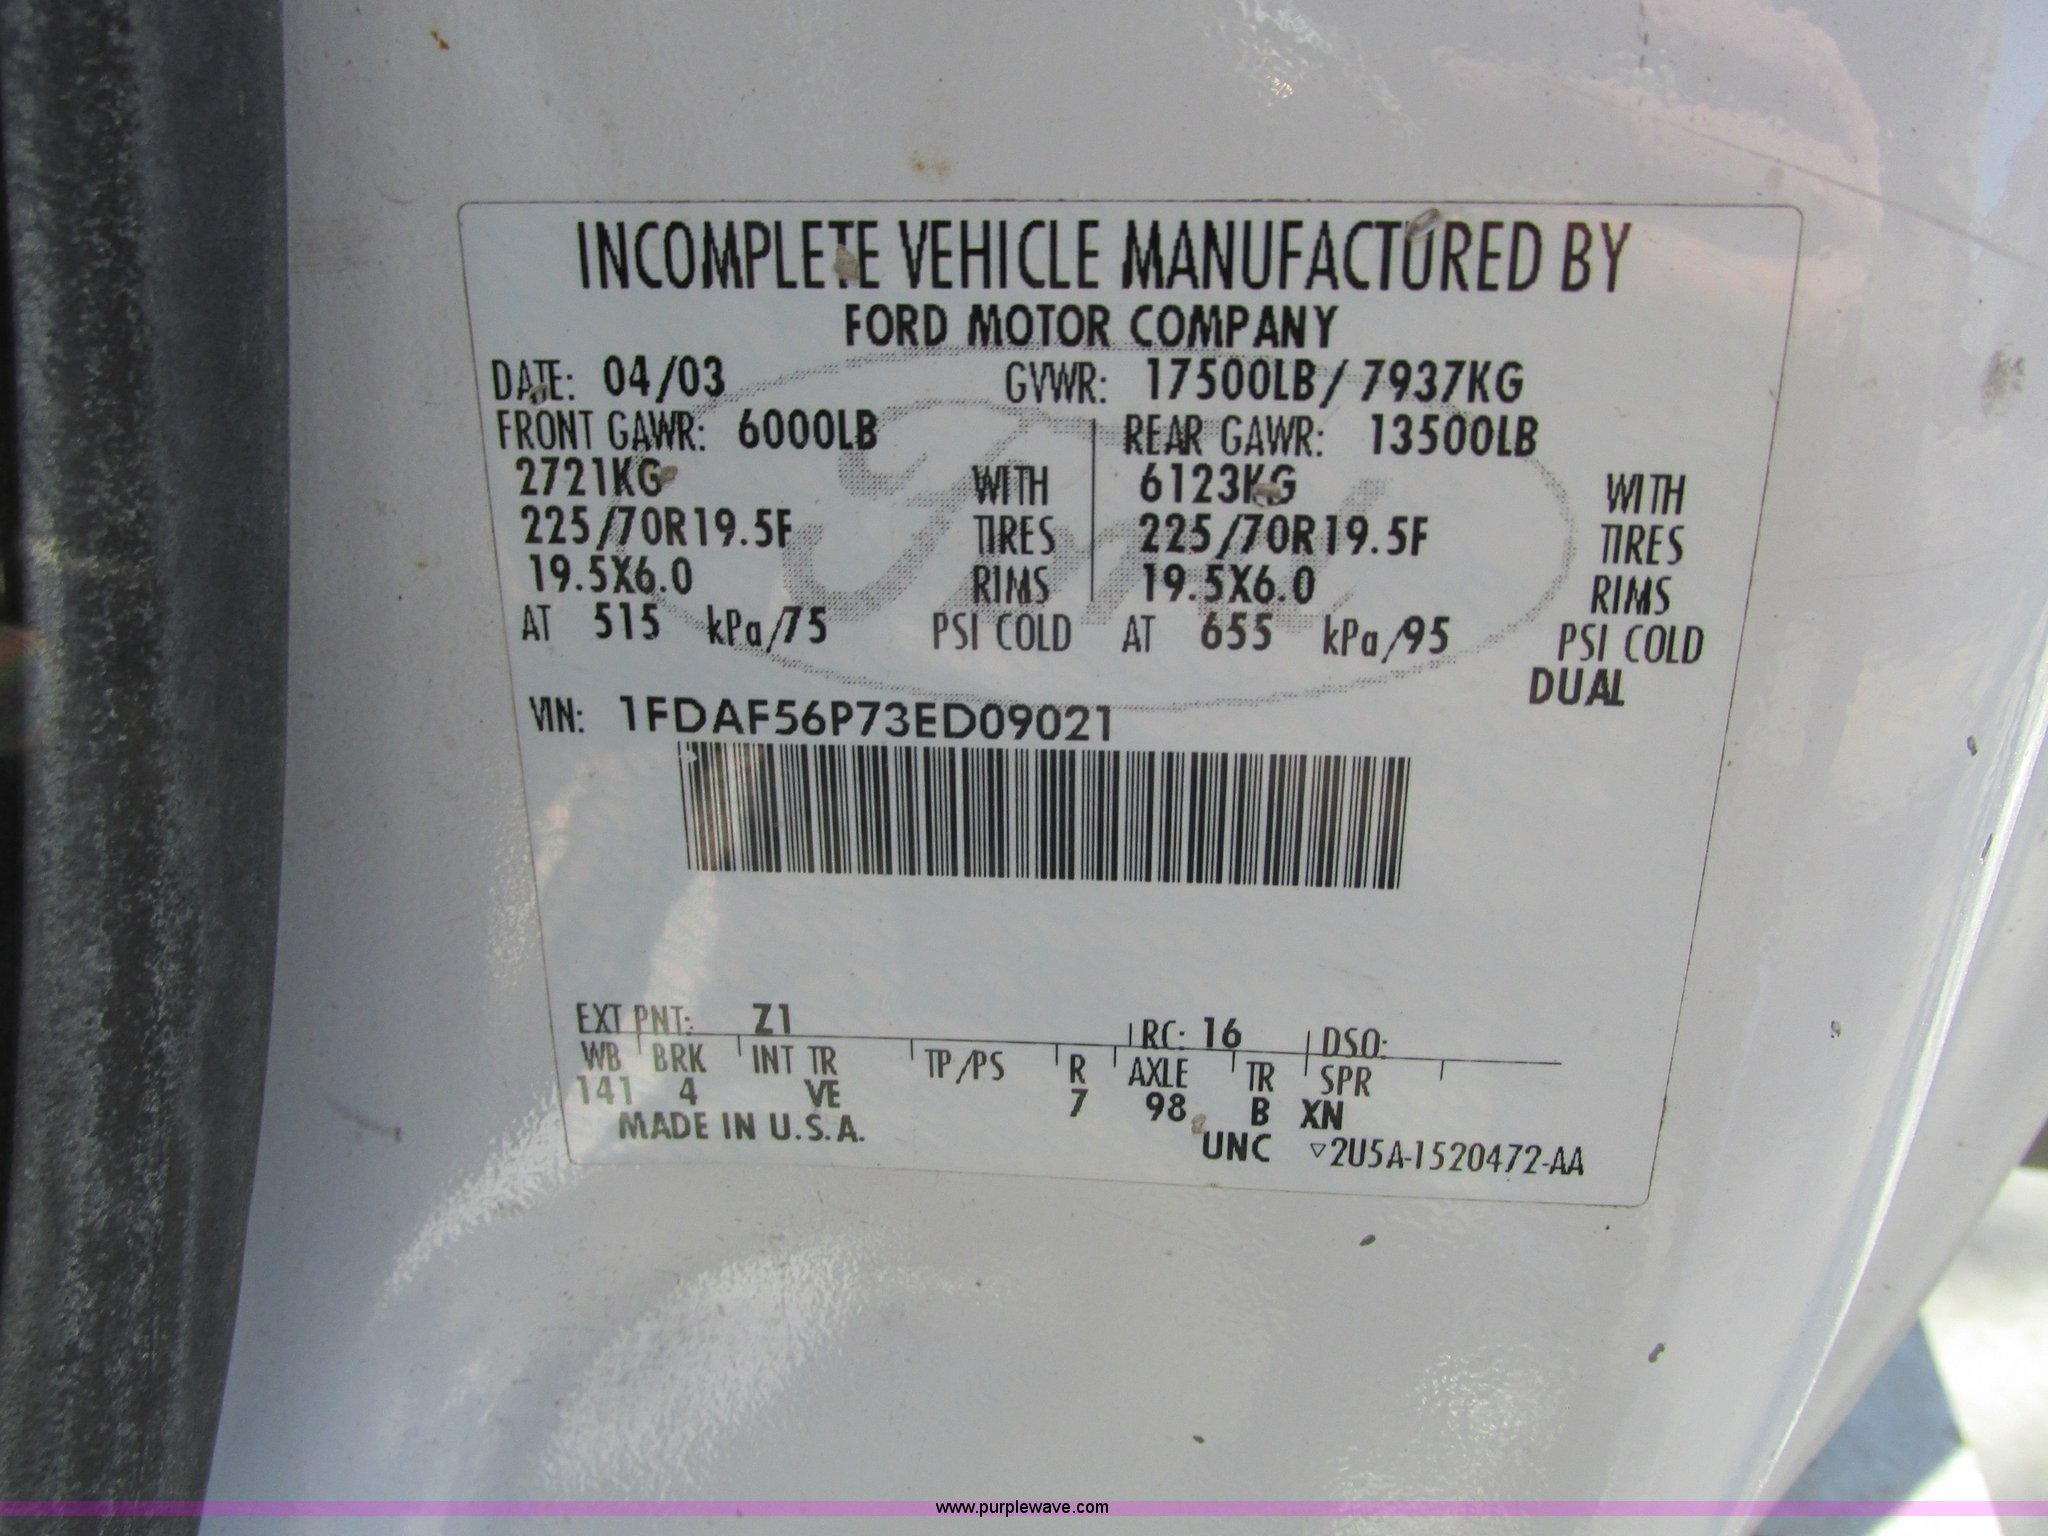 INCOMPLETE VEHICLE MANUFACTURED BY
FORD MOTOR COMPANY
DATE: 04/03 GVWR: 17500LB/ 7937KG
FRONT GAWR: 6000LB REAR GAWR: 13500LB
2721KG WITH 6123KG WITH
225/70R19.5F TIRES 225/70R19.5F TIRES
19.5X6.0 RIMS 19.5X6.0 RIMS
AT 515 kPa/75 PSI COLD AT 655 kPa/95 PSI COLD
DUAL
VIN: 1FDAF56P73ED09021
EXT PNT: Z1 RC: 16 DSO:
WB BRK INT TR TP/PS R AXLE TR SPR
141 4 VE 7 98 B XN
MADE IN U.S.A. UNC ▽2U5A-1520472-AA
www.purplewave.com